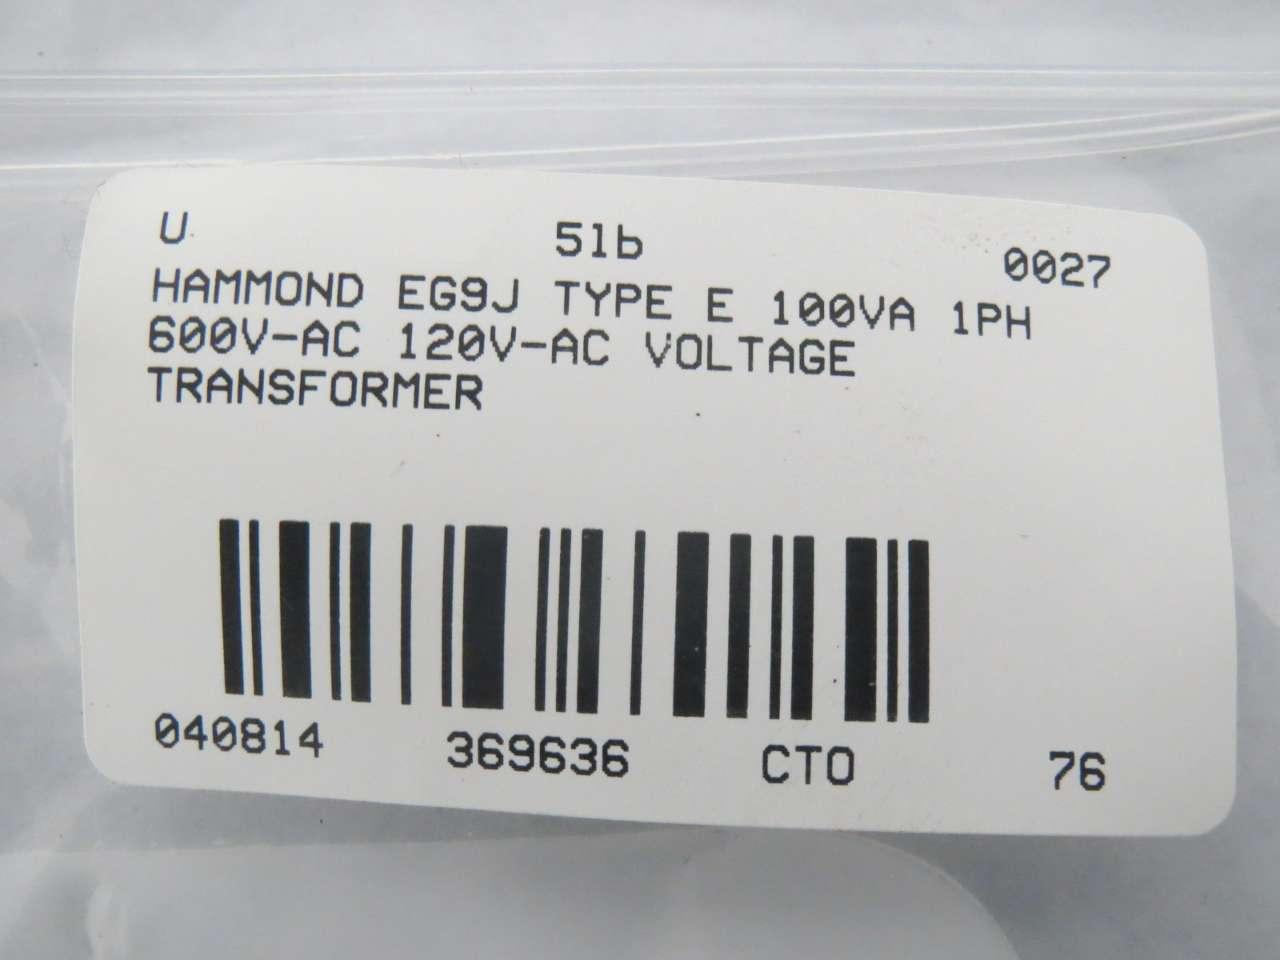 U 51b 0027
HAMMOND EG9J TYPE E 100VA 1PH
600V-AC 120V-AC VOLTAGE
TRANSFORMER
040814 369636 CTO 76